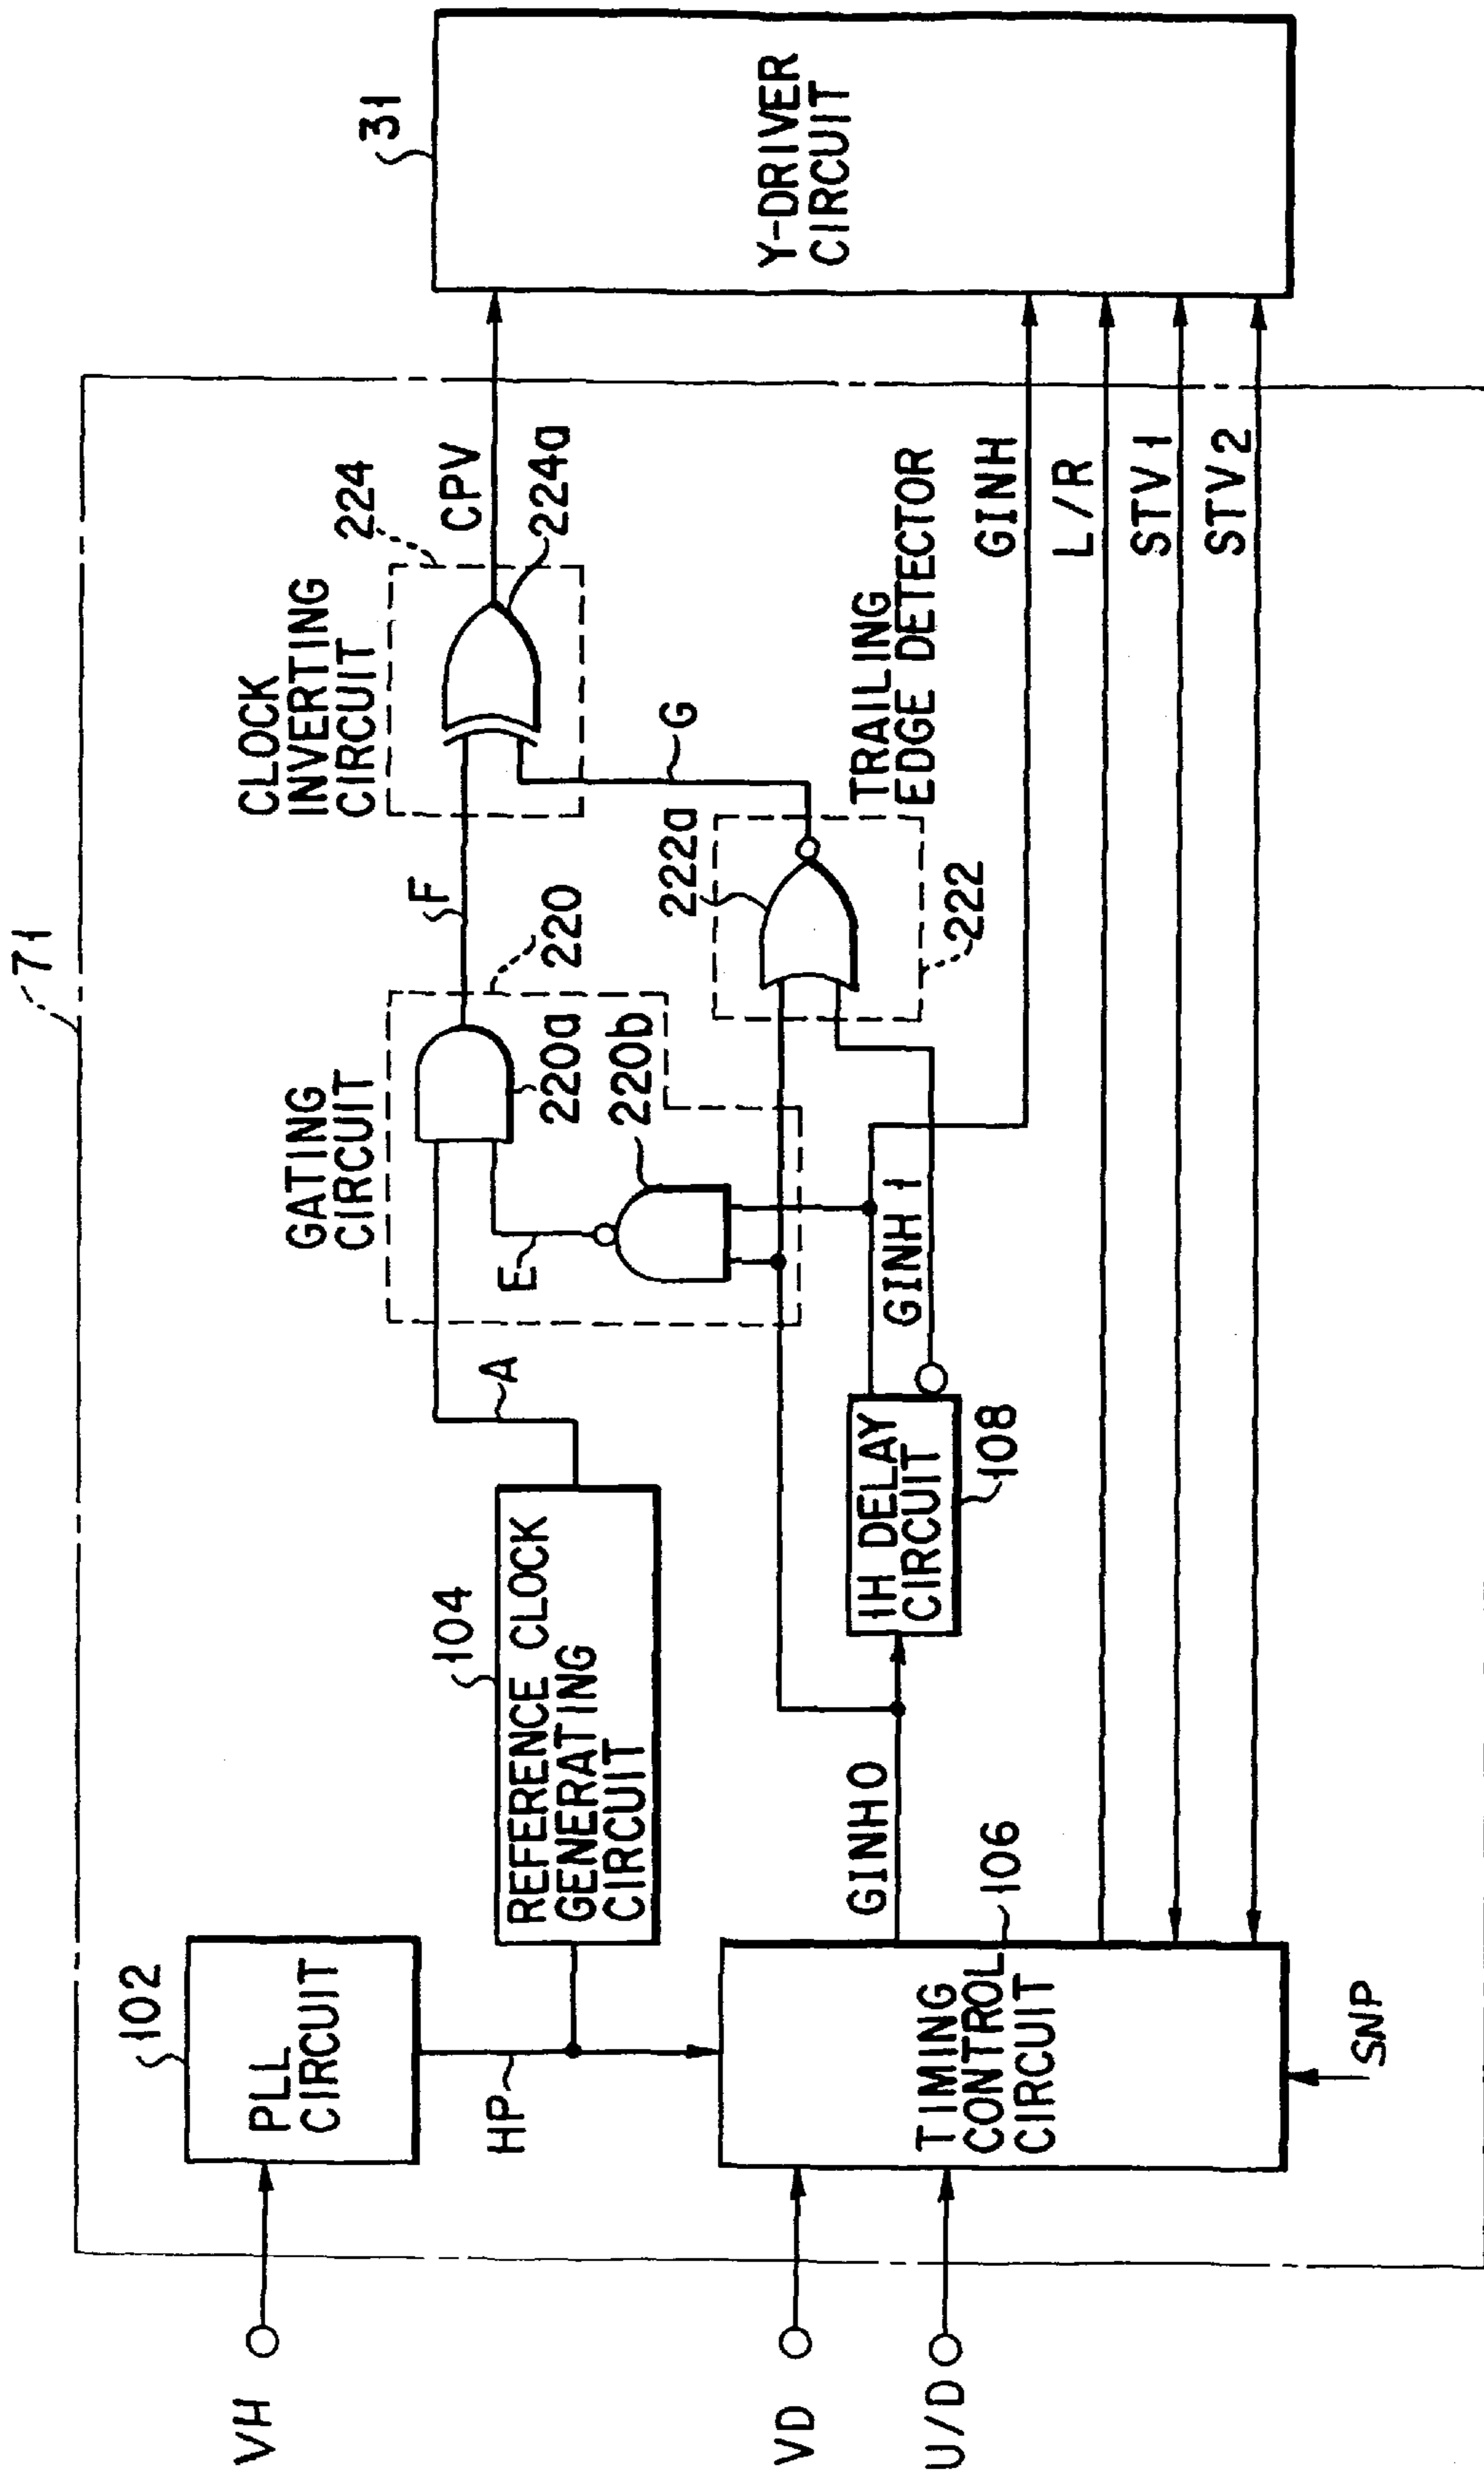 71
VH
PLL
CIRCUIT
102
HP
VD
U/D
TIMING
CONTROL
CIRCUIT
106
SNP
104
REFERENCE CLOCK
GENERATING
CIRCUIT
A
GINH0
1H DELAY
CIRCUIT
108
GINH1
GATING
CIRCUIT
E
220a
220b
220
F
222a
222
TRAILING
EDGE DETECTOR
G
CLOCK
INVERTING
CIRCUIT
224
224a
CPV
GINH
L/R
STV1
STV2
31
Y-DRIVER
CIRCUIT